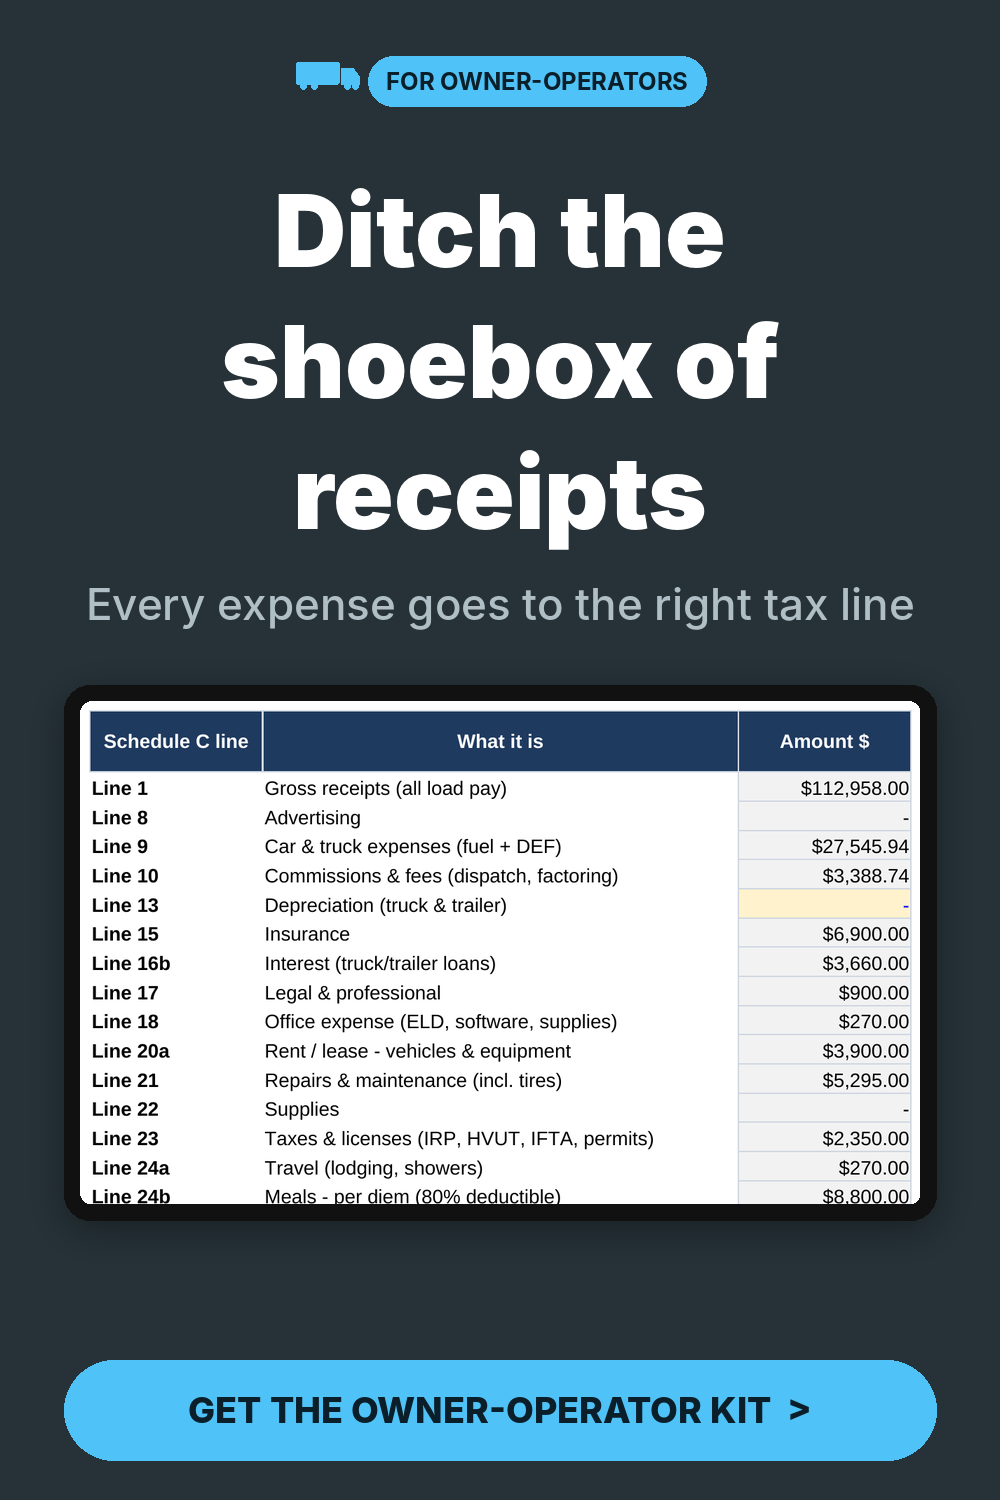 FOR OWNER-OPERATORS
Ditch the
shoebox of
receipts
Every expense goes to the right tax line
Schedule C line What it is Amount $
Line 1 Gross receipts (all load pay) $112,958.00
Line 8 Advertising -
Line 9 Car & truck expenses (fuel + DEF) $27,545.94
Line 10 Commissions & fees (dispatch, factoring) $3,388.74
Line 13 Depreciation (truck & trailer) -
Line 15 Insurance $6,900.00
Line 16b Interest (truck/trailer loans) $3,660.00
Line 17 Legal & professional $900.00
Line 18 Office expense (ELD, software, supplies) $270.00
Line 20a Rent / lease - vehicles & equipment $3,900.00
Line 21 Repairs & maintenance (incl. tires) $5,295.00
Line 22 Supplies -
Line 23 Taxes & licenses (IRP, HVUT, IFTA, permits) $2,350.00
Line 24a Travel (lodging, showers) $270.00
Line 24b Meals - per diem (80% deductible) $8,800.00
GET THE OWNER-OPERATOR KIT >